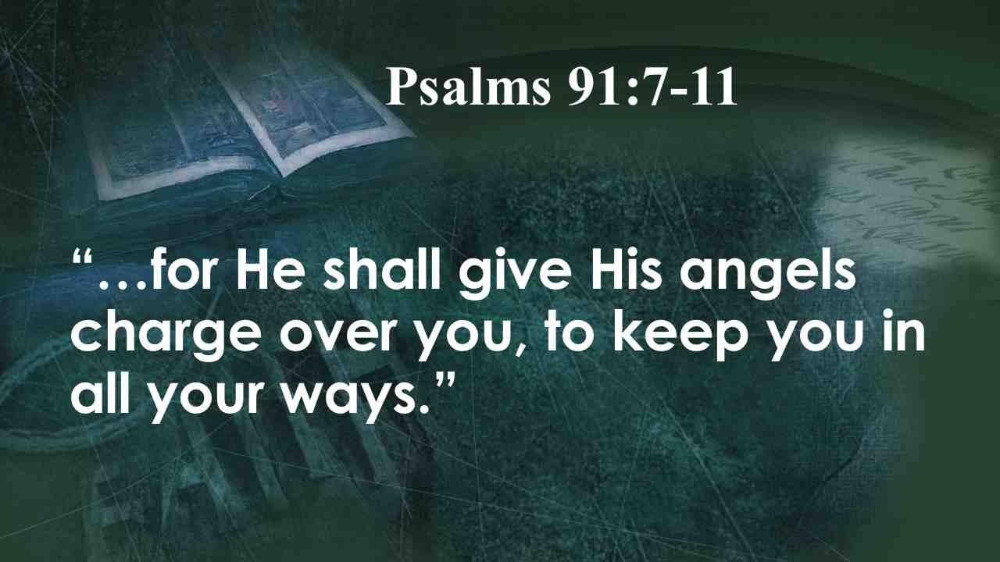 Psalms 91:7-11
“…for He shall give His angels
charge over you, to keep you in
all your ways.”